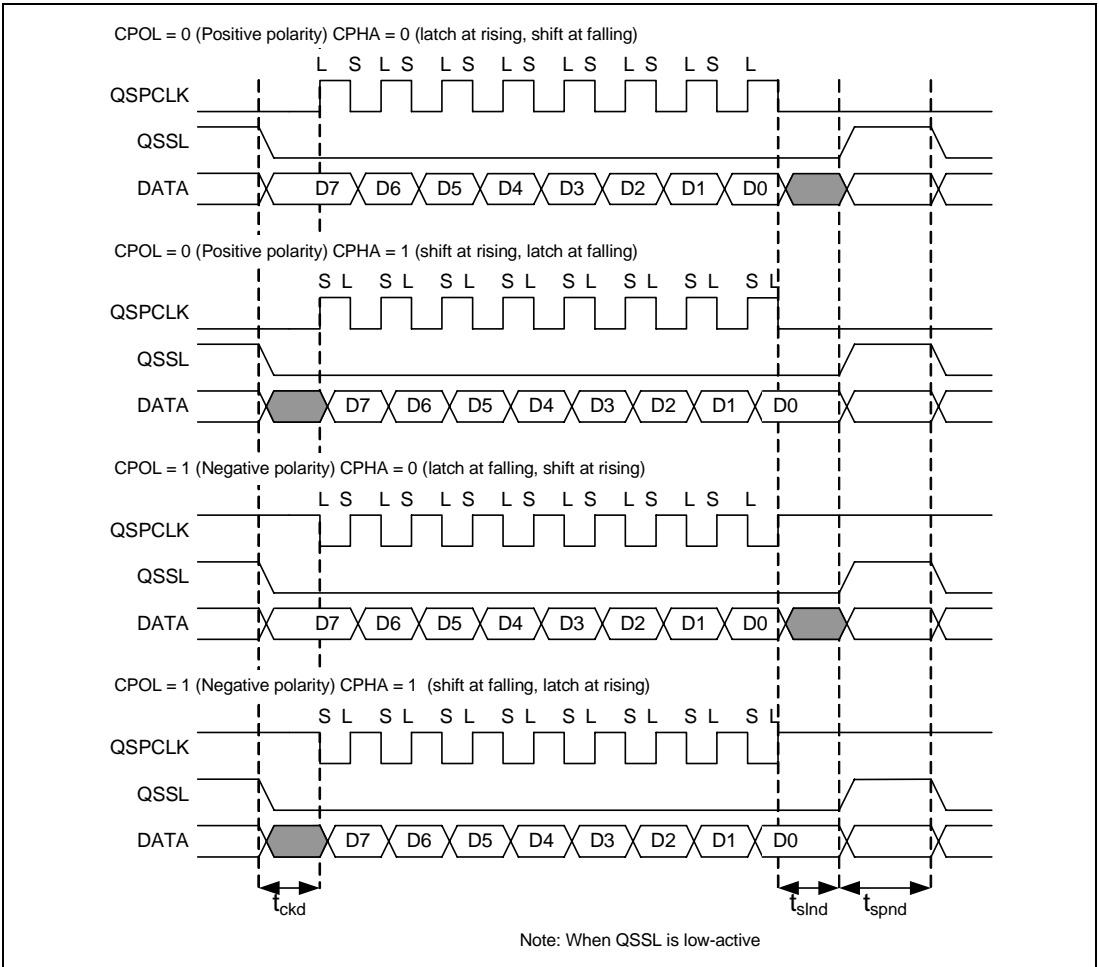 CPOL = 0 (Positive polarity) CPHA = 0 (latch at rising, shift at falling)
L S L S L S L S L S L S L S L
QSPCLK
QSSL
DATA D7 D6 D5 D4 D3 D2 D1 D0
CPOL = 0 (Positive polarity) CPHA = 1 (shift at rising, latch at falling)
S L S L S L S L S L S L S L S L
QSPCLK
QSSL
DATA D7 D6 D5 D4 D3 D2 D1 D0
CPOL = 1 (Negative polarity) CPHA = 0 (latch at falling, shift at rising)
L S L S L S L S L S L S L S L
QSPCLK
QSSL
DATA D7 D6 D5 D4 D3 D2 D1 D0
CPOL = 1 (Negative polarity) CPHA = 1 (shift at falling, latch at rising)
S L S L S L S L S L S L S L S L
QSPCLK
QSSL
DATA D7 D6 D5 D4 D3 D2 D1 D0
tckd tslnd tspnd
Note: When QSSL is low-active